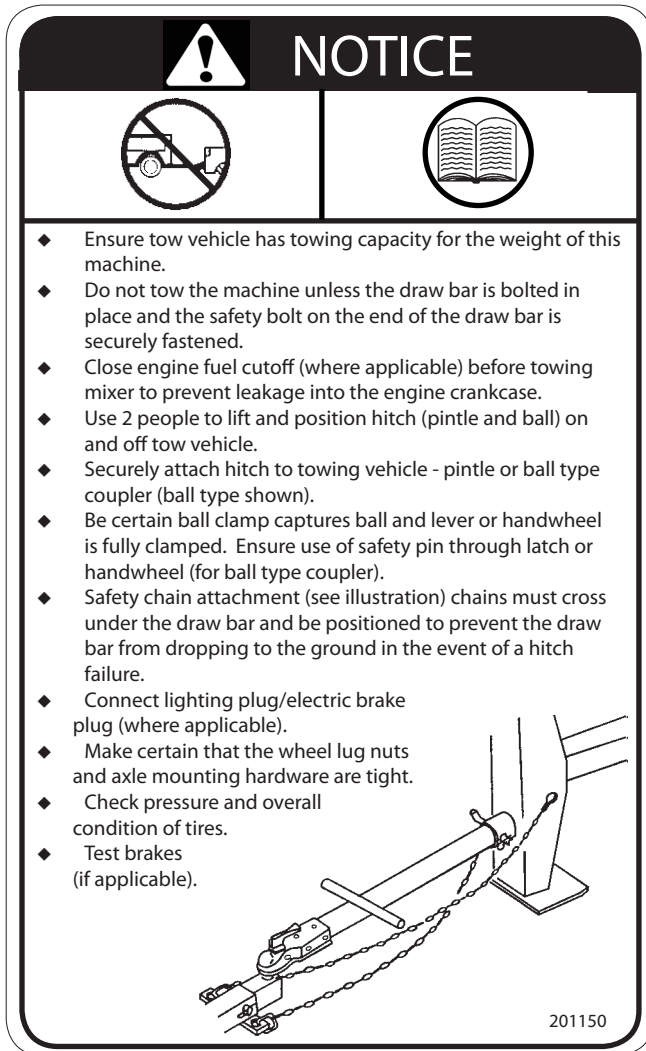 NOTICE
◆ Ensure tow vehicle has towing capacity for the weight of this
machine.
◆ Do not tow the machine unless the draw bar is bolted in
place and the safety bolt on the end of the draw bar is
securely fastened.
◆ Close engine fuel cutoff (where applicable) before towing
mixer to prevent leakage into the engine crankcase.
◆ Use 2 people to lift and position hitch (pintle and ball) on
and off tow vehicle.
◆ Securely attach hitch to towing vehicle - pintle or ball type
coupler (ball type shown).
◆ Be certain ball clamp captures ball and lever or handwheel
is fully clamped. Ensure use of safety pin through latch or
handwheel (for ball type coupler).
◆ Safety chain attachment (see illustration) chains must cross
under the draw bar and be positioned to prevent the draw
bar from dropping to the ground in the event of a hitch
failure.
◆ Connect lighting plug/electric brake
plug (where applicable).
◆ Make certain that the wheel lug nuts
and axle mounting hardware are tight.
◆ Check pressure and overall
condition of tires.
◆ Test brakes
(if applicable).
201150